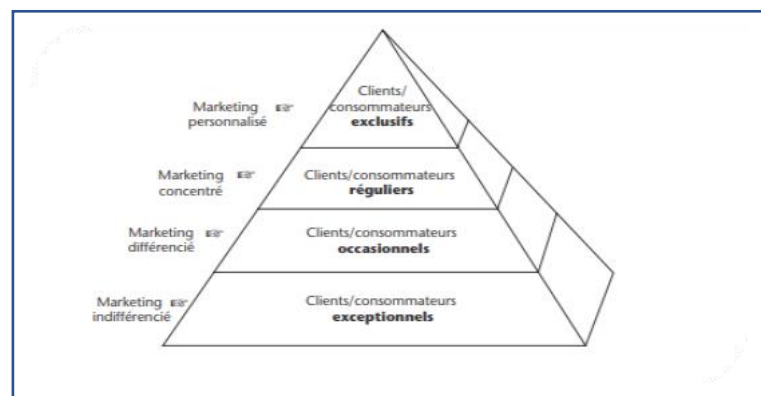 Clients/
consommateurs
exclusifs
Marketing ☞
personnalisé
Clients/consommateurs
réguliers
Marketing ☞
concentré
Clients/consommateurs
occasionnels
Marketing ☞
différencié
Clients/consommateurs
exceptionnels
Marketing ☞
indifférencié